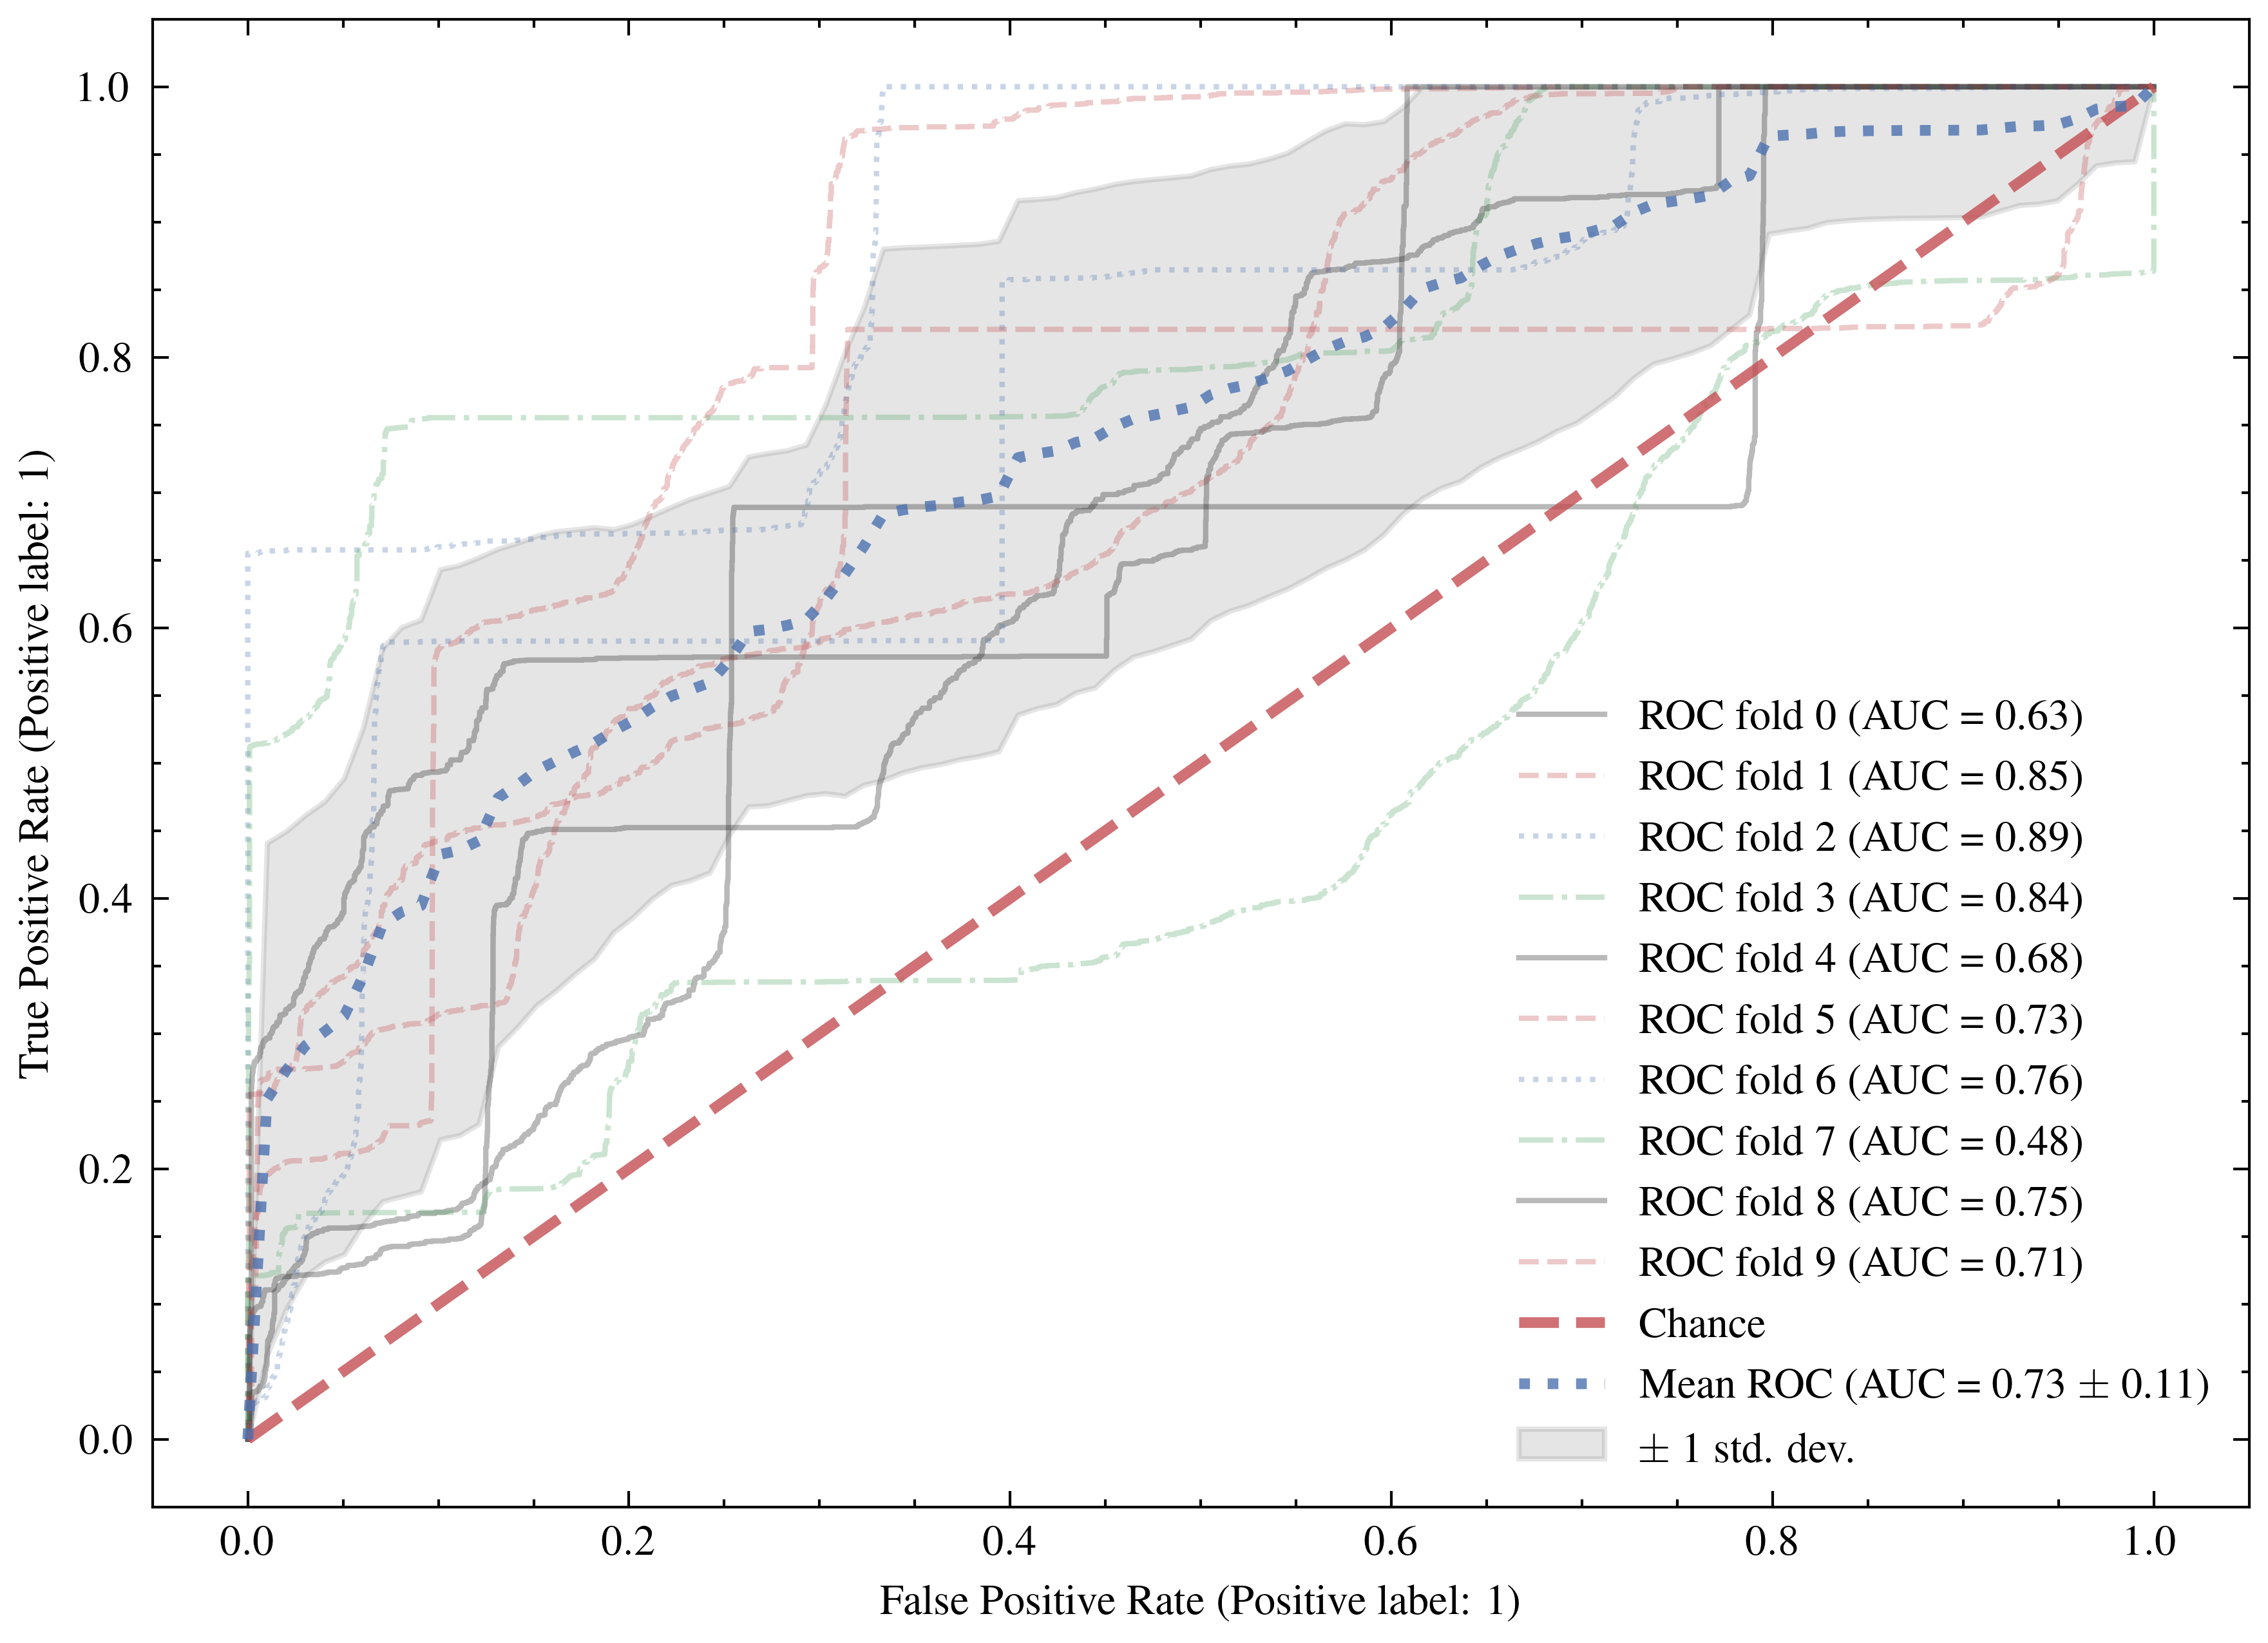 1.0
0.8
0.6
0.4
0.2
0.0
True Positive Rate (Positive label: 1)
ROC fold 0 (AUC = 0.63)
ROC fold 1 (AUC = 0.85)
ROC fold 2 (AUC = 0.89)
ROC fold 3 (AUC = 0.84)
ROC fold 4 (AUC = 0.68)
ROC fold 5 (AUC = 0.73)
ROC fold 6 (AUC = 0.76)
ROC fold 7 (AUC = 0.48)
ROC fold 8 (AUC = 0.75)
ROC fold 9 (AUC = 0.71)
Chance
Mean ROC (AUC = 0.73 ± 0.11)
± 1 std. dev.
0.0 0.2 0.4 0.6 0.8 1.0
False Positive Rate (Positive label: 1)